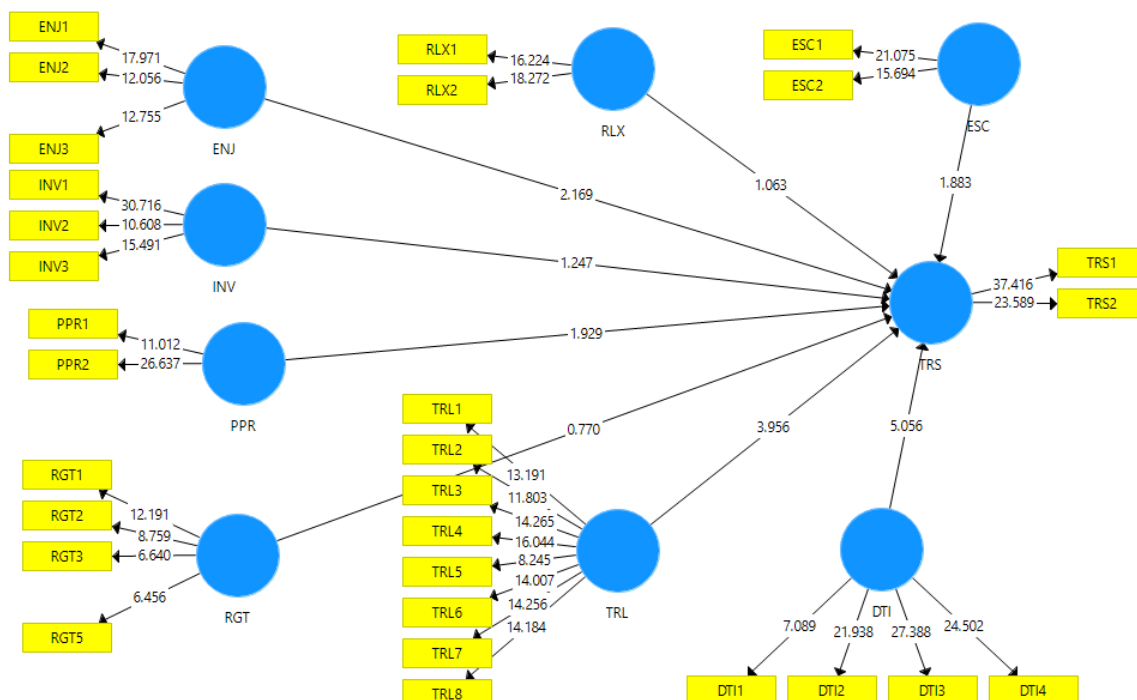 ENJ1
ENJ2
ENJ3
17.971
12.056
12.755
ENJ
RLX1
RLX2
16.224
18.272
RLX
ESC1
ESC2
21.075
15.694
ESC
INV1
INV2
INV3
30.716
10.608
15.491
INV
2.169
1.063
1.883
1.247
1.929
0.770
3.956
5.056
TRS
37.416
23.589
TRS1
TRS2
PPR1
PPR2
11.012
26.637
PPR
RGT1
RGT2
RGT3
RGT5
12.191
8.759
6.640
6.456
RGT
TRL1
TRL2
TRL3
TRL4
TRL5
TRL6
TRL7
TRL8
13.191
11.803
14.265
16.044
8.245
14.007
14.256
14.184
TRL
DTI
7.089
21.938
27.388
24.502
DTI1
DTI2
DTI3
DTI4